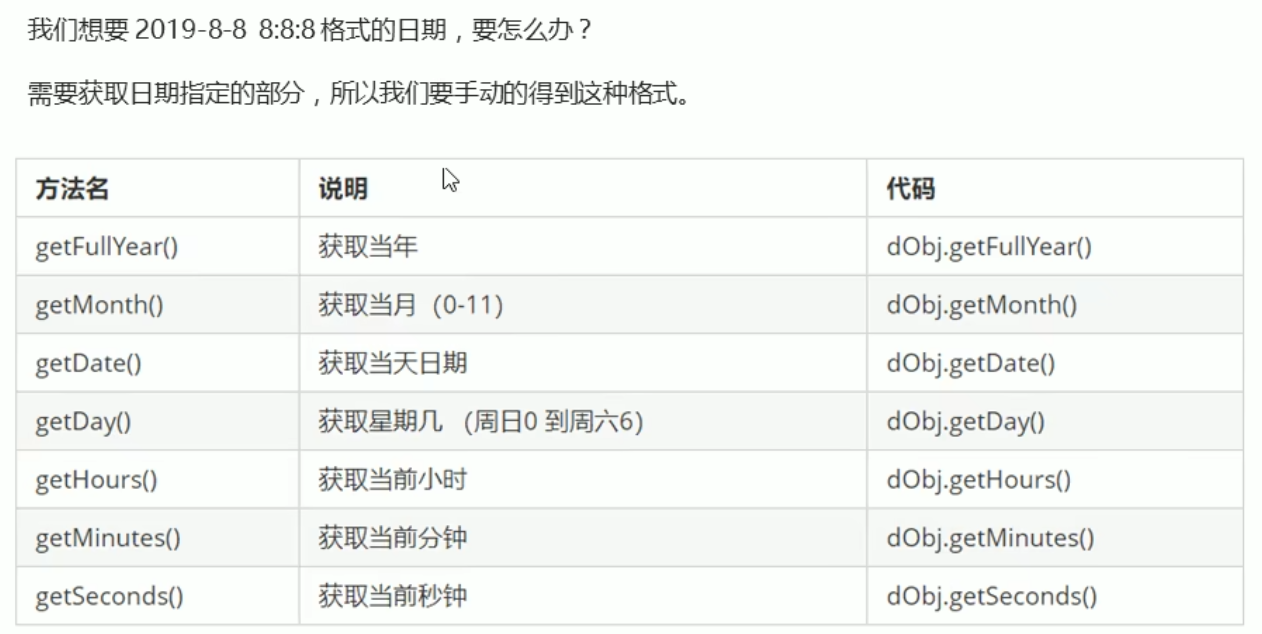 我们想要 2019-8-8 8:8:8 格式的日期，要怎么办？
需要获取日期指定的部分，所以我们要手动的得到这种格式。
方法名 说明 代码
getFullYear() 获取当年 dObj.getFullYear()
getMonth() 获取当月（0-11） dObj.getMonth()
getDate() 获取当天日期 dObj.getDate()
getDay() 获取星期几 （周日0 到周六6） dObj.getDay()
getHours() 获取当前小时 dObj.getHours()
getMinutes() 获取当前分钟 dObj.getMinutes()
getSeconds() 获取当前秒钟 dObj.getSeconds()